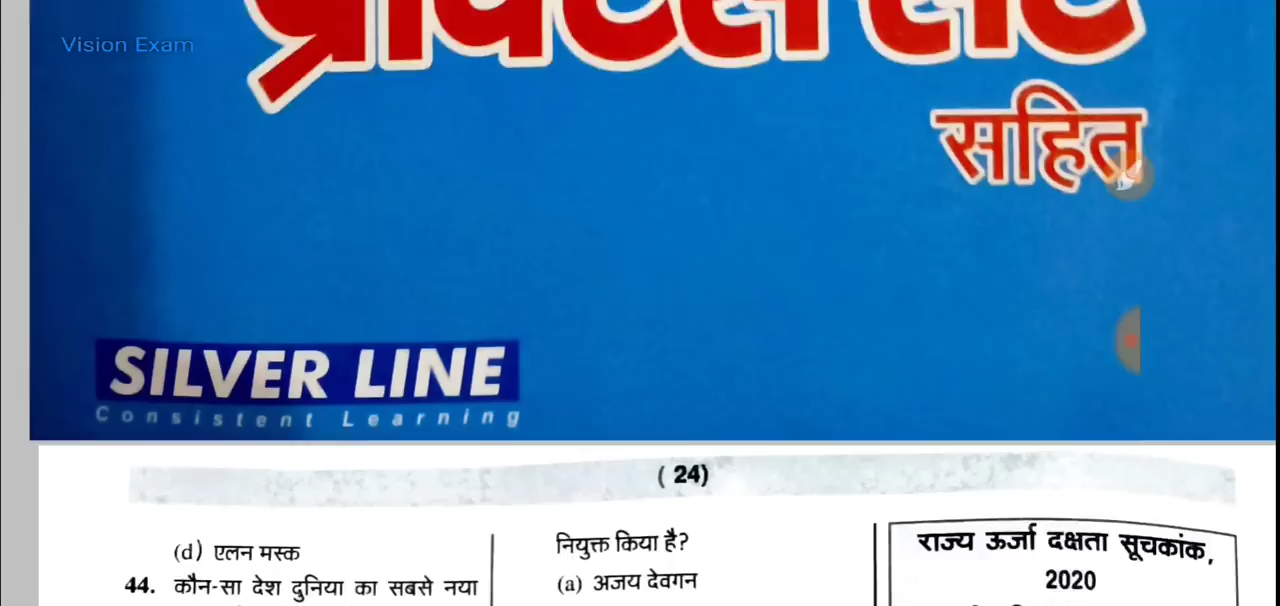 Vision Exam
सहित
SILVER LINE
Consistent Learning
( 24)
(d) एलन मस्क
44. कौन-सा देश दुनिया का सबसे नया
नियुक्त किया है?
(a) अजय देवगन
राज्य ऊर्जा दक्षता सूचकांक,
2020